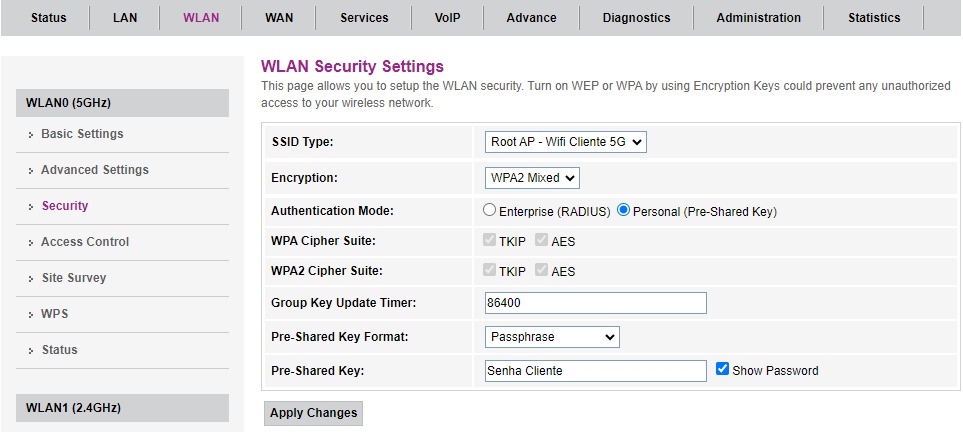 Status LAN WLAN WAN Services VoIP Advance Diagnostics Administration Statistics
WLAN0 (5GHz)
Basic Settings
Advanced Settings
Security
Access Control
Site Survey
WPS
Status
WLAN1 (2.4GHz)
WLAN Security Settings
This page allows you to setup the WLAN security. Turn on WEP or WPA by using Encryption Keys could prevent any unauthorized
access to your wireless network.
SSID Type: Root AP - Wifi Cliente 5G
Encryption: WPA2 Mixed
Authentication Mode: Enterprise (RADIUS) Personal (Pre-Shared Key)
WPA Cipher Suite: TKIP AES
WPA2 Cipher Suite: TKIP AES
Group Key Update Timer: 86400
Pre-Shared Key Format: Passphrase
Pre-Shared Key: Senha Cliente Show Password
Apply Changes